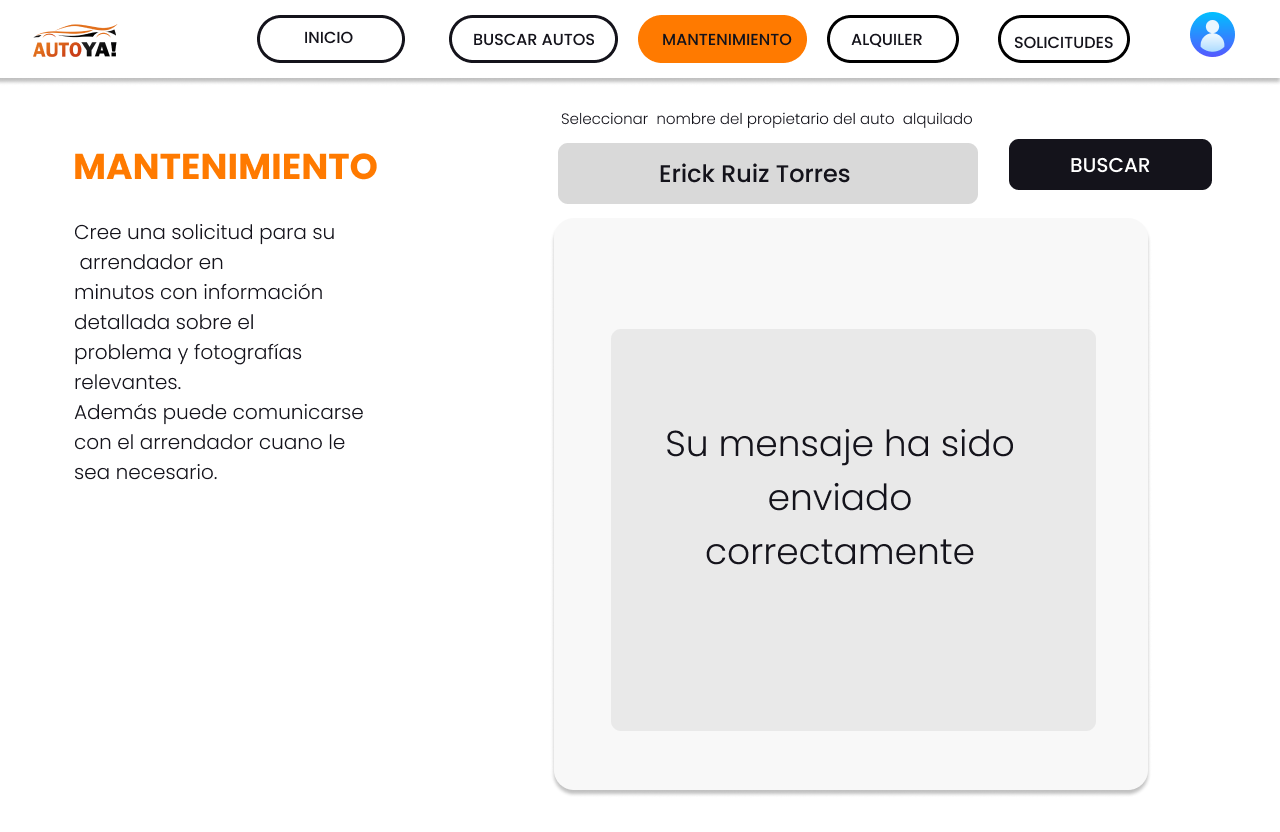 AUTOYA!
INICIO
BUSCAR AUTOS
MANTENIMIENTO
ALQUILER
SOLICITUDES
Seleccionar nombre del propietario del auto alquilado
MANTENIMIENTO
Erick Ruiz Torres
BUSCAR
Cree una solicitud para su
arrendador en
minutos con información
detallada sobre el
problema y fotografías
relevantes.
Además puede comunicarse
con el arrendador cuano le
sea necesario.
Su mensaje ha sido
enviado
correctamente